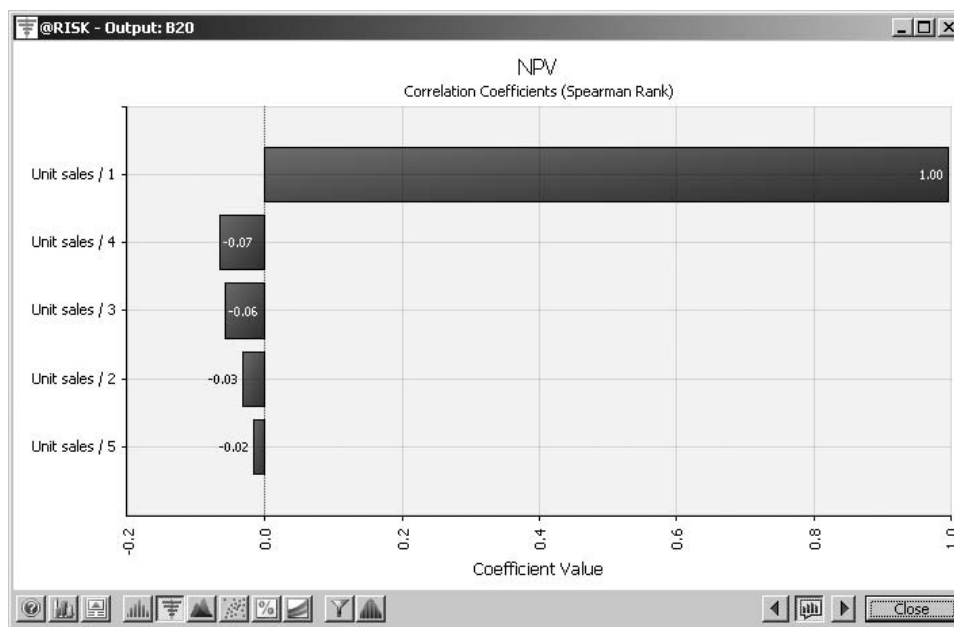 @RISK - Output: B20
NPV
Correlation Coefficients (Spearman Rank)
Unit sales / 1
1.00
Unit sales / 4
-0.07
Unit sales / 3
-0.06
Unit sales / 2
-0.03
Unit sales / 5
-0.02
-0.2
0.0
0.2
0.4
0.6
0.8
1.0
Coefficient Value
?
%
Close